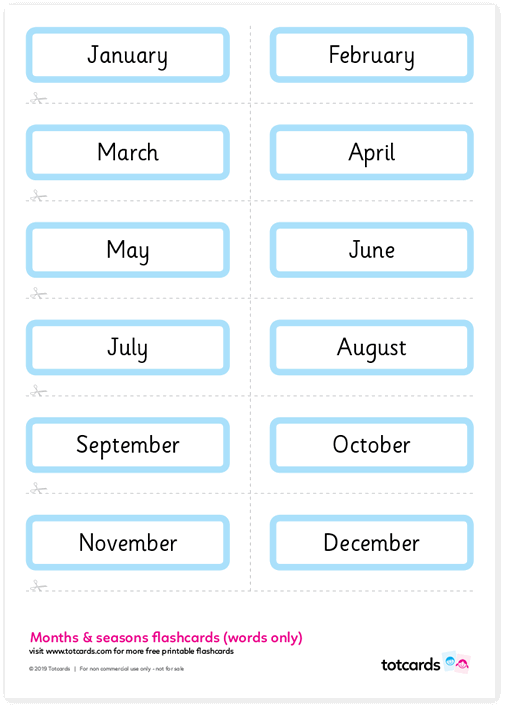 January
February
March
April
May
June
July
August
September
October
November
December
Months & seasons flashcards (words only)
visit www.totcards.com for more free printable flashcards
© 2019 Totcards | For non commercial use only - not for sale
totcards